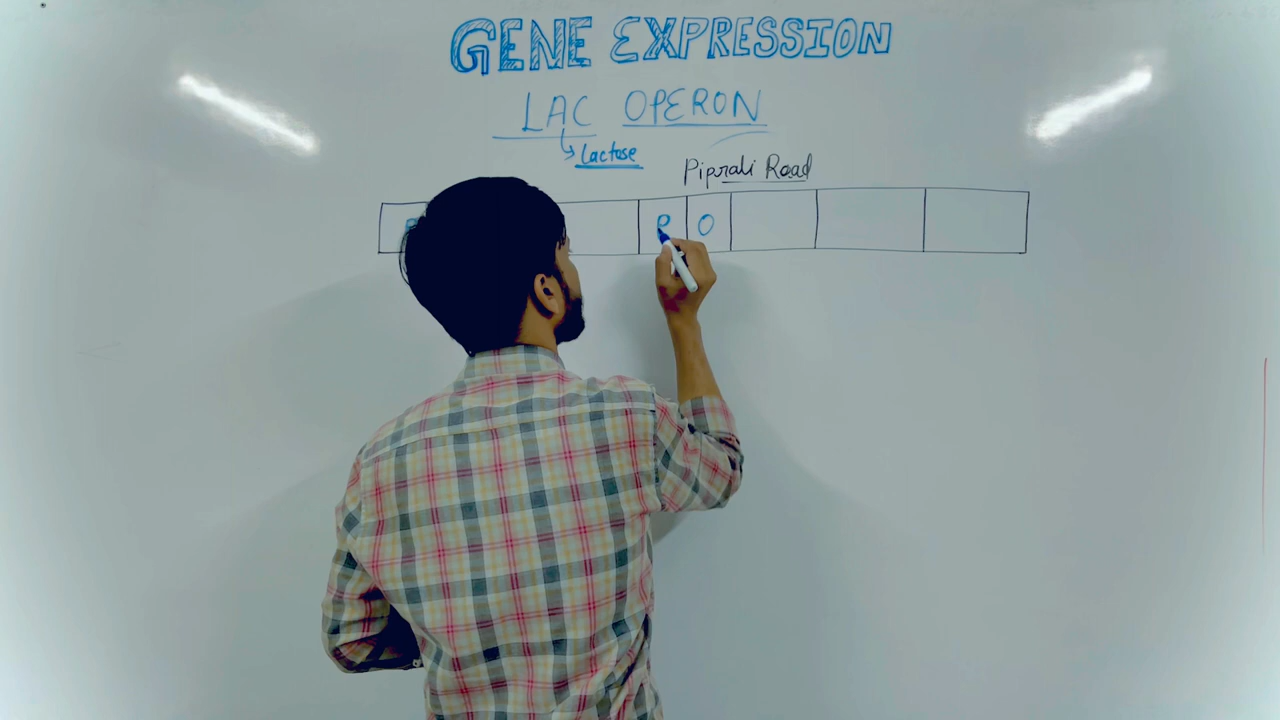 GENE EXPRESSION
LAC OPERON
Lactose
Piprali Road
P O